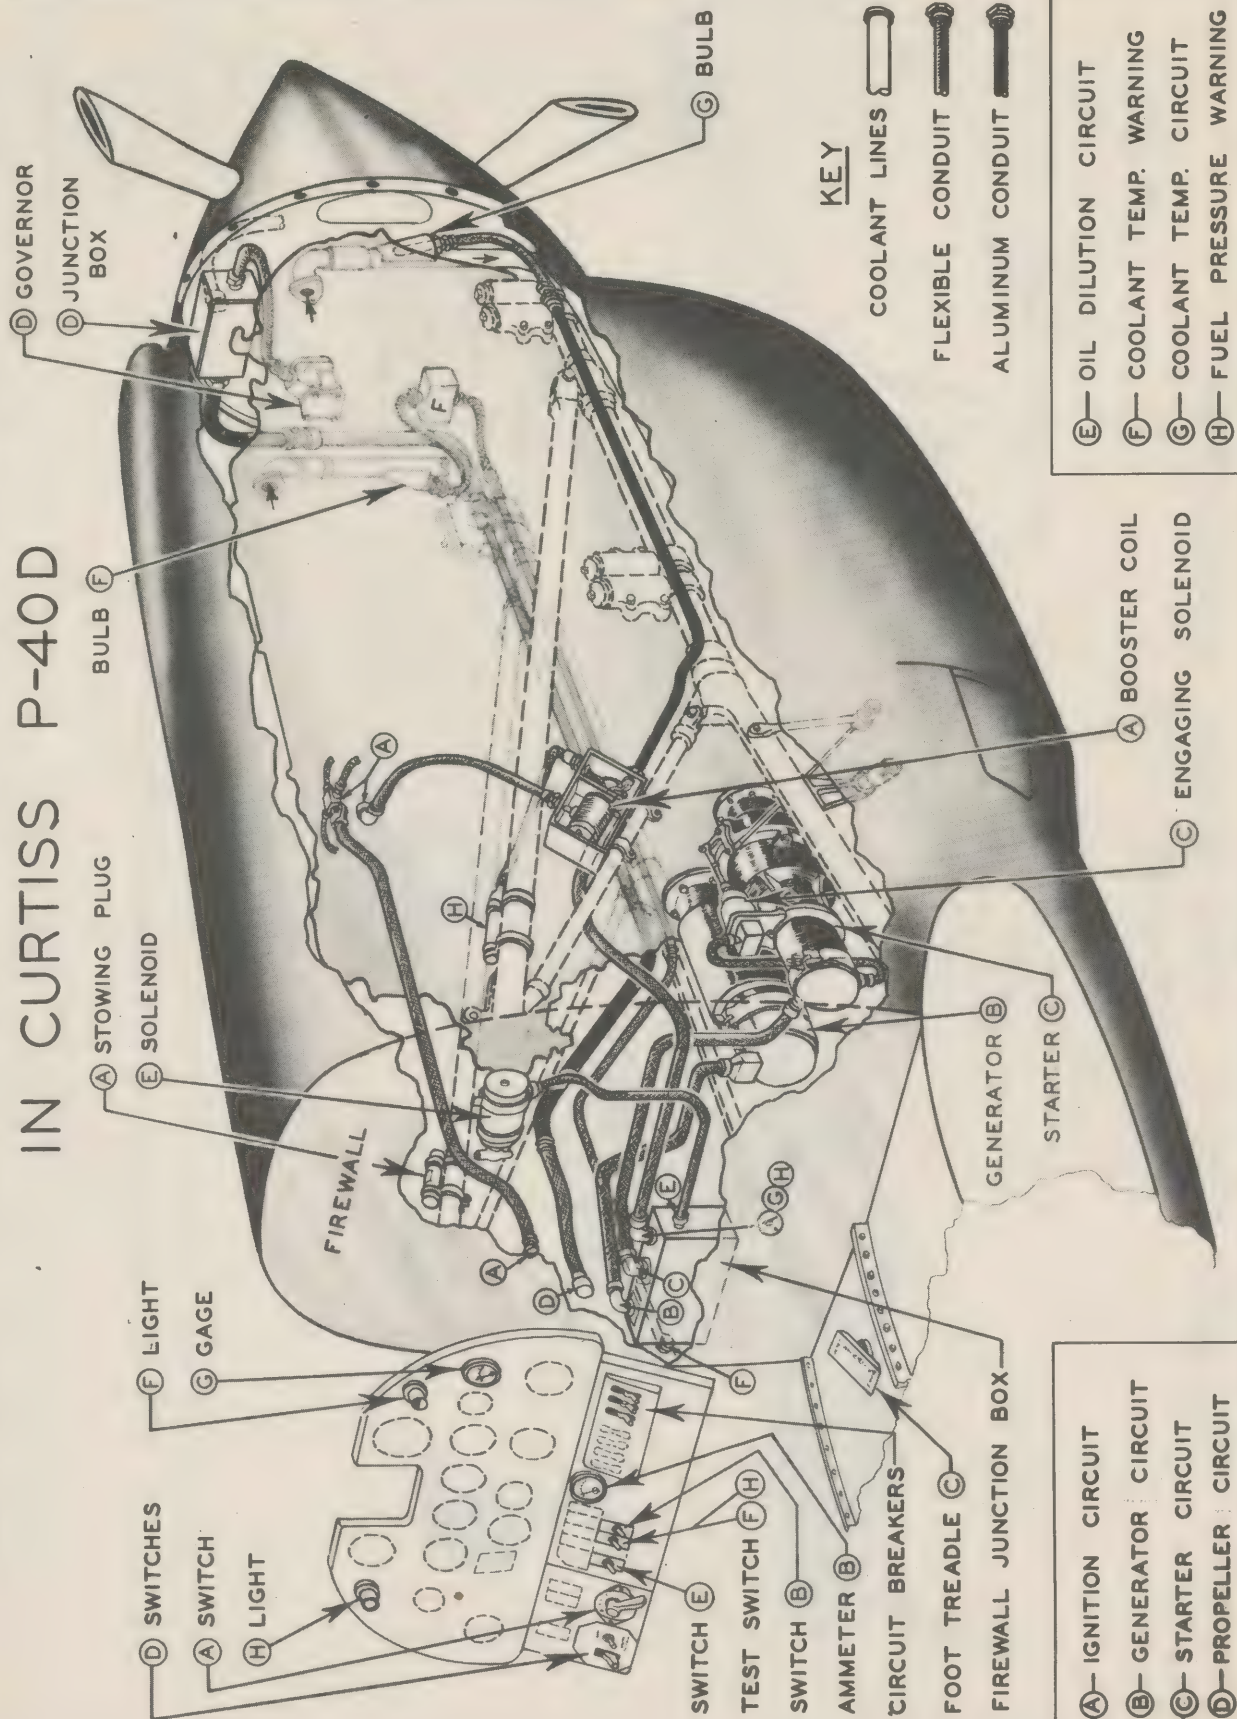 IN CURTISS P-40D
D SWITCHES
A SWITCH
H LIGHT
F LIGHT
G GAGE
A STOWING PLUG
E SOLENOID
BULB F
D GOVERNOR
D JUNCTION
BOX
FIREWALL
A
A
H
F
G BULB
D
B
C
A G H
E
F
SWITCH E
TEST SWITCH F H
SWITCH B
AMMETER B
CIRCUIT BREAKERS
FOOT TREADLE C
FIREWALL JUNCTION BOX
GENERATOR B
STARTER C
A BOOSTER COIL
C ENGAGING SOLENOID
KEY
COOLANT LINES
FLEXIBLE CONDUIT
ALUMINUM CONDUIT
A— IGNITION CIRCUIT
B— GENERATOR CIRCUIT
C— STARTER CIRCUIT
D— PROPELLER CIRCUIT
E— OIL DILUTION CIRCUIT
F— COOLANT TEMP. WARNING
G— COOLANT TEMP. CIRCUIT
H— FUEL PRESSURE WARNING